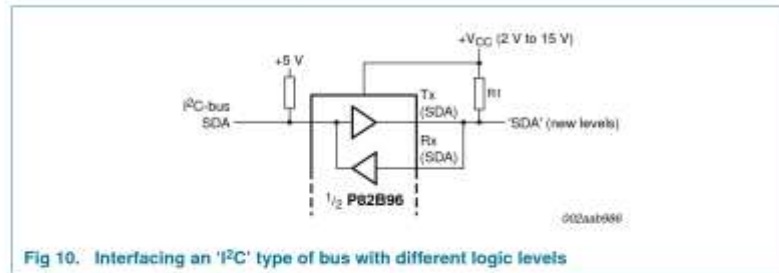 +VCC (2 V to 15 V)
+5 V
Tx
(SDA)
R1
I²C-bus
SDA
'SDA' (new levels)
Rx
(SDA)
1/2 P82B96
002aab986
Fig 10. Interfacing an 'I²C' type of bus with different logic levels